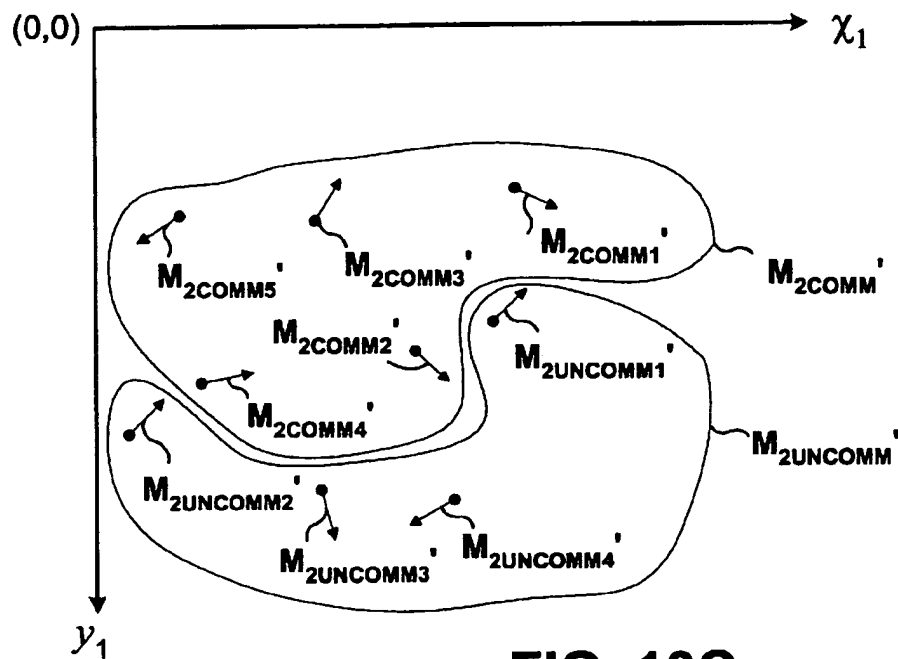 (0,0)
χ₁
M₂COMM₅'
M₂COMM₃'
M₂COMM₁'
M₂COMM'
M₂COMM₂'
M₂UNCOMM₁'
M₂COMM₄'
M₂UNCOMM'
M₂UNCOMM₂'
M₂UNCOMM₃'
M₂UNCOMM₄'
y₁